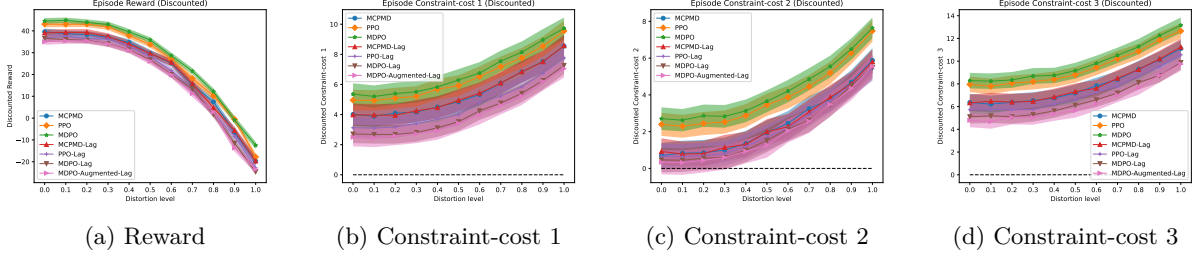 Episode Reward (Discounted)
Discounted Reward
40
30
20
10
0
−10
−20
MCPMD
PPO
MDPO
MCPMD-Lag
PPO-Lag
MDPO-Lag
MDPO-Augmented-Lag
0.0 0.1 0.2 0.3 0.4 0.5 0.6 0.7 0.8 0.9 1.0
Distortion level
(a) Reward
Episode Constraint-cost 1 (Discounted)
Discounted Constraint-cost 1
10
8
6
4
2
0
MCPMD
PPO
MDPO
MCPMD-Lag
PPO-Lag
MDPO-Lag
MDPO-Augmented-Lag
0.0 0.1 0.2 0.3 0.4 0.5 0.6 0.7 0.8 0.9 1.0
Distortion level
(b) Constraint-cost 1
Episode Constraint-cost 2 (Discounted)
Discounted Constraint-cost 2
8
6
4
2
0
MCPMD
PPO
MDPO
MCPMD-Lag
PPO-Lag
MDPO-Lag
MDPO-Augmented-Lag
0.0 0.1 0.2 0.3 0.4 0.5 0.6 0.7 0.8 0.9 1.0
Distortion level
(c) Constraint-cost 2
Episode Constraint-cost 3 (Discounted)
Discounted Constraint-cost 3
14
12
10
8
6
4
2
0
MCPMD
PPO
MDPO
MCPMD-Lag
PPO-Lag
MDPO-Lag
MDPO-Augmented-Lag
0.0 0.1 0.2 0.3 0.4 0.5 0.6 0.7 0.8 0.9 1.0
Distortion level
(d) Constraint-cost 3